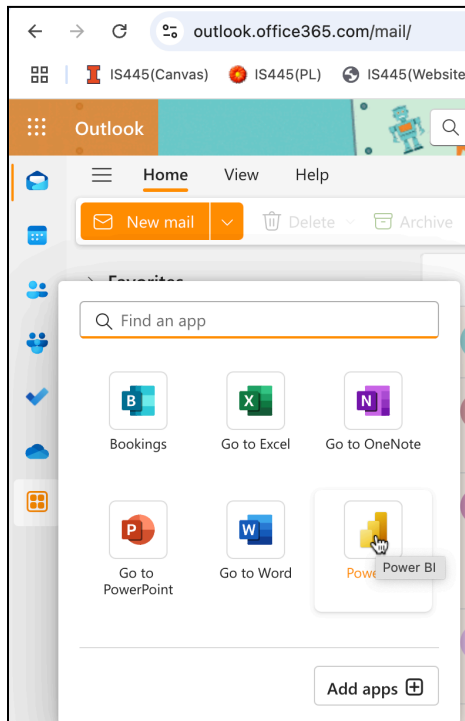 outlook.office365.com/mail/
IS445(Canvas) IS445(PL) IS445(Website
Outlook
Home View Help
New mail Delete Archive
Favorites
Find an app
B X N
Bookings Go to Excel Go to OneNote
P W
Go to PowerPoint Go to Word Powe
Power BI
Add apps